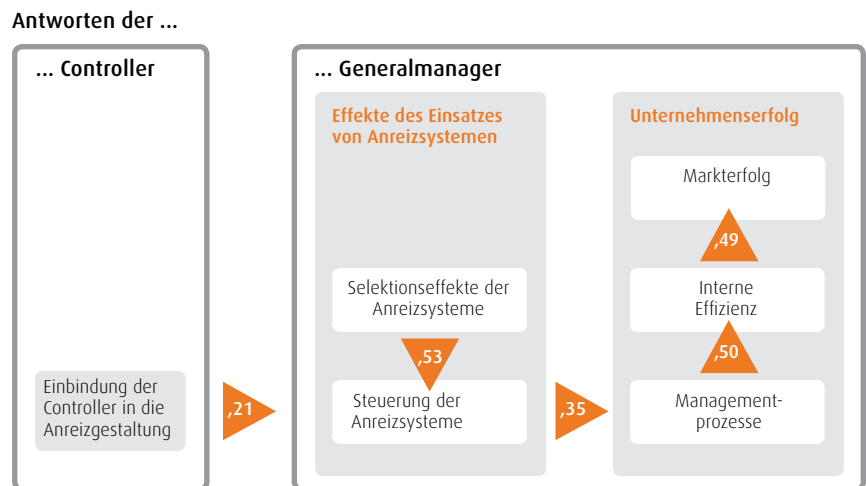 Antworten der ...
... Controller
Einbindung der
Controller in die
Anreizgestaltung
,21
... Generalmanager
Effekte des Einsatzes
von Anreizsystemen
Selektionseffekte der
Anreizsysteme
,53
Steuerung der
Anreizsysteme
,35
Unternehmenserfolg
Markterfolg
,49
Interne
Effizienz
,50
Management-
prozesse